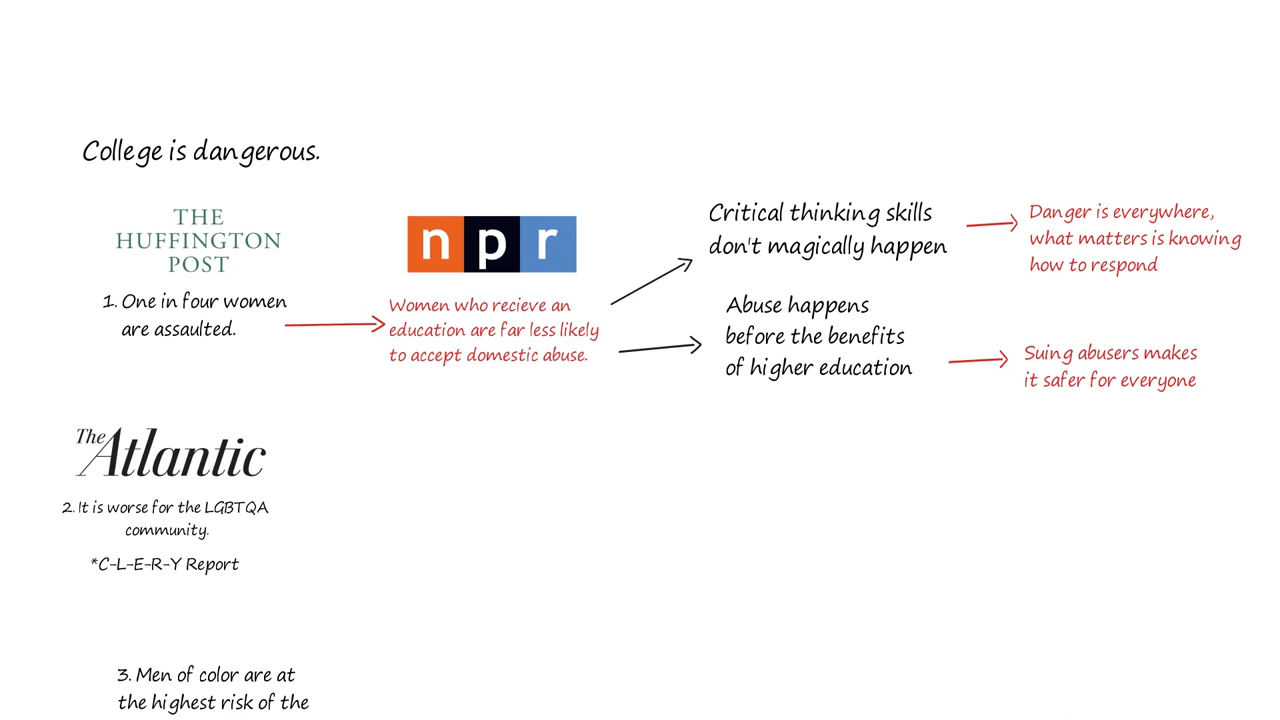 College is dangerous.
THE
HUFFINGTON
POST
1. One in four women
are assaulted.
npr
Women who recieve an
education are far less likely
to accept domestic abuse.
Critical thinking skills
don't magically happen
Danger is everywhere,
what matters is knowing
how to respond
Abuse happens
before the benefits
of higher education
Suing abusers makes
it safer for everyone
The Atlantic
2. It is worse for the LGBTQA
community.
*C-L-E-R-Y Report
3. Men of color are at
the highest risk of the